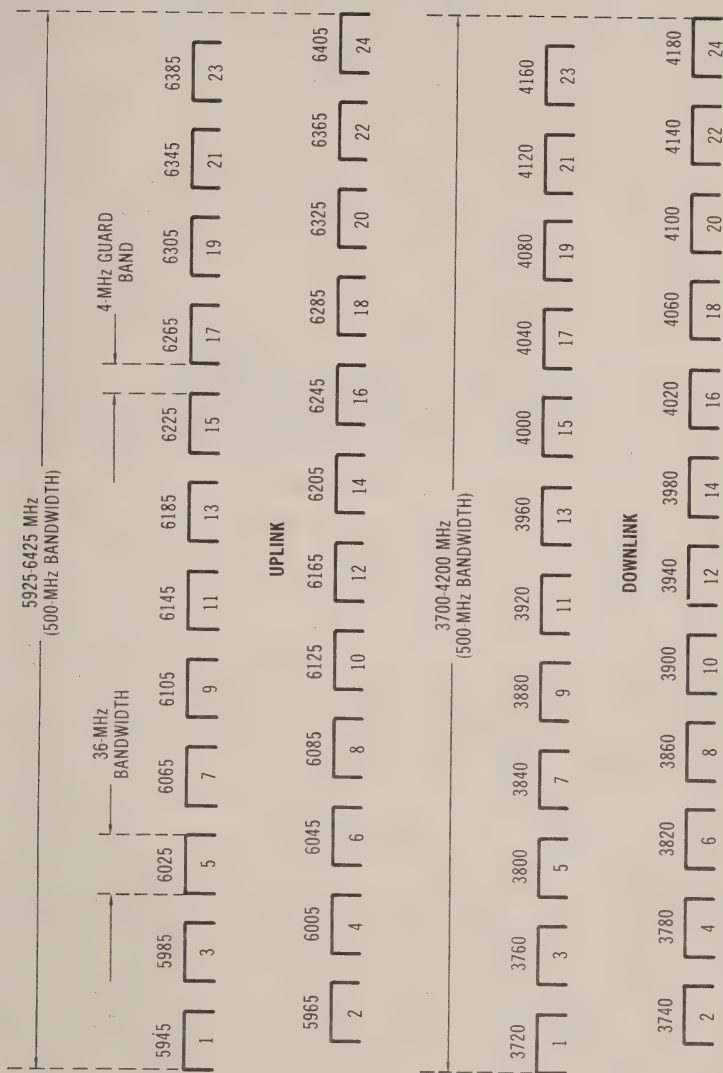 5925-6425 MHz
(500-MHz BANDWIDTH)
36-MHz
BANDWIDTH
4-MHz GUARD
BAND
5945 5985 6025 6065 6105 6145 6185 6225 6265 6305 6345 6385
1 3 5 7 9 11 13 15 17 19 21 23
UPLINK
5965 6005 6045 6085 6125 6165 6205 6245 6285 6325 6365 6405
2 4 6 8 10 12 14 16 18 20 22 24
3700-4200 MHz
(500-MHz BANDWIDTH)
3720 3760 3800 3840 3880 3920 3960 4000 4040 4080 4120 4160
1 3 5 7 9 11 13 15 17 19 21 23
DOWNLINK
3740 3780 3820 3860 3900 3940 3980 4020 4060 4100 4140 4180
2 4 6 8 10 12 14 16 18 20 22 24